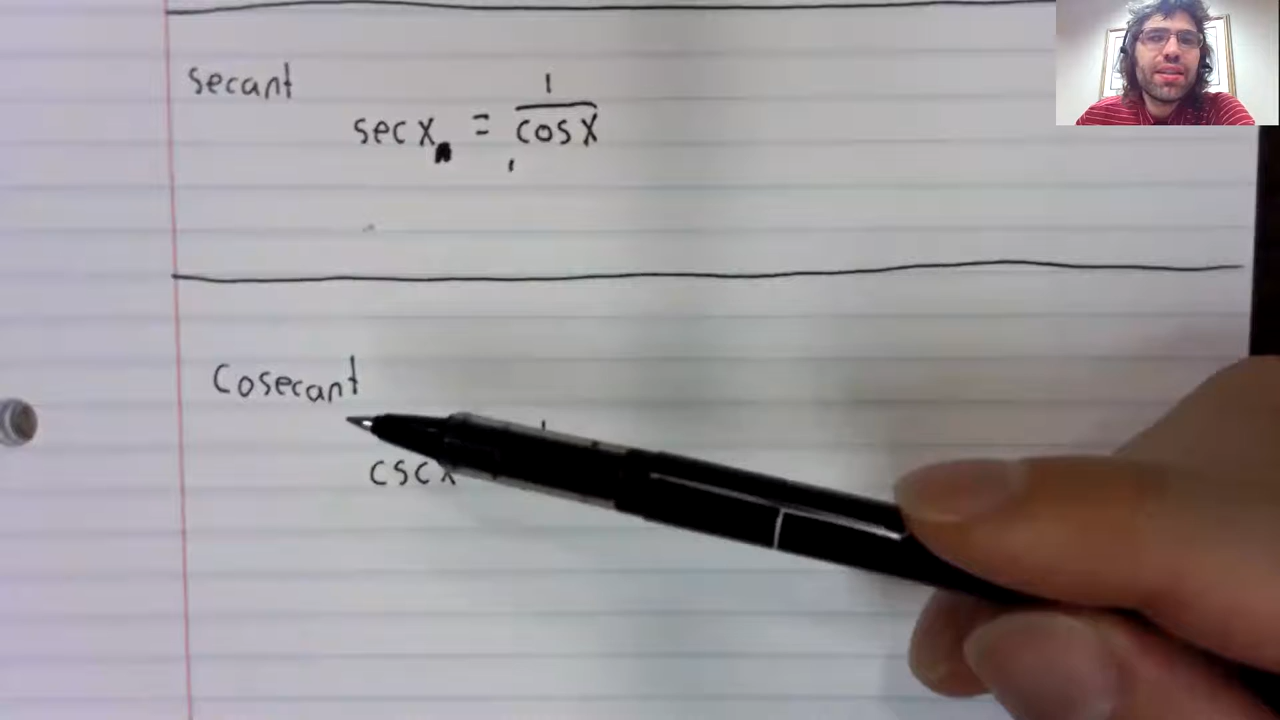 secant
sec x = 1/cos x
Cosecant
csc x